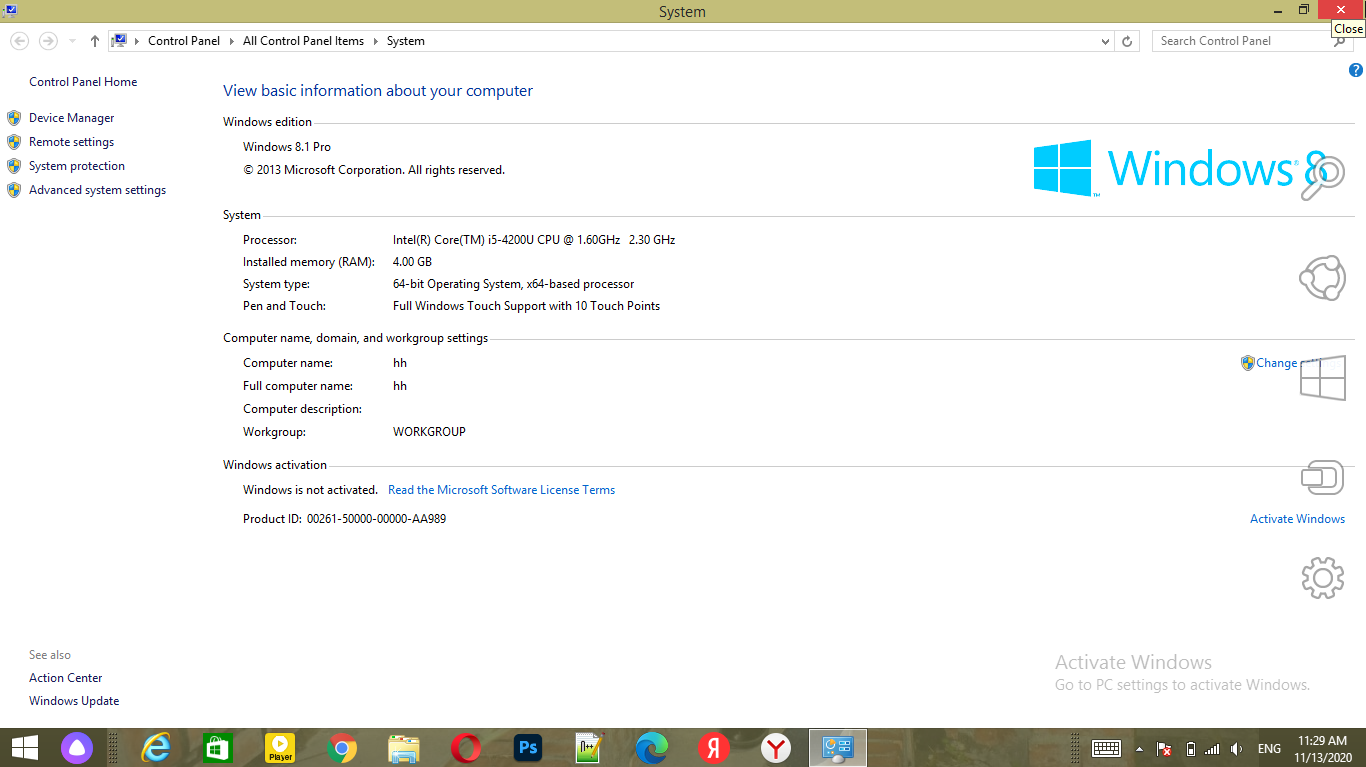 System
Close
Control Panel
All Control Panel Items
System
Search Control Panel
Control Panel Home
Device Manager
Remote settings
System protection
Advanced system settings
View basic information about your computer
Windows edition
Windows 8.1 Pro
© 2013 Microsoft Corporation. All rights reserved.
Windows® 8
System
Processor: Intel(R) Core(TM) i5-4200U CPU @ 1.60GHz 2.30 GHz
Installed memory (RAM): 4.00 GB
System type: 64-bit Operating System, x64-based processor
Pen and Touch: Full Windows Touch Support with 10 Touch Points
Computer name, domain, and workgroup settings
Computer name: hh
Change
Full computer name: hh
Computer description:
Workgroup: WORKGROUP
Windows activation
Windows is not activated. Read the Microsoft Software License Terms
Product ID: 00261-50000-00000-AA989
Activate Windows
See also
Action Center
Windows Update
Activate Windows
Go to PC settings to activate Windows.
Player
Ps
Я
Y
ENG
11:29 AM
11/13/2020